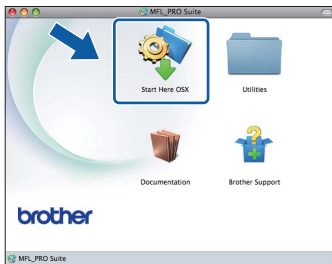 MFL_PRO Suite
Start Here OSX
Utilities
Documentation
Brother Support
brother
MFL_PRO Suite